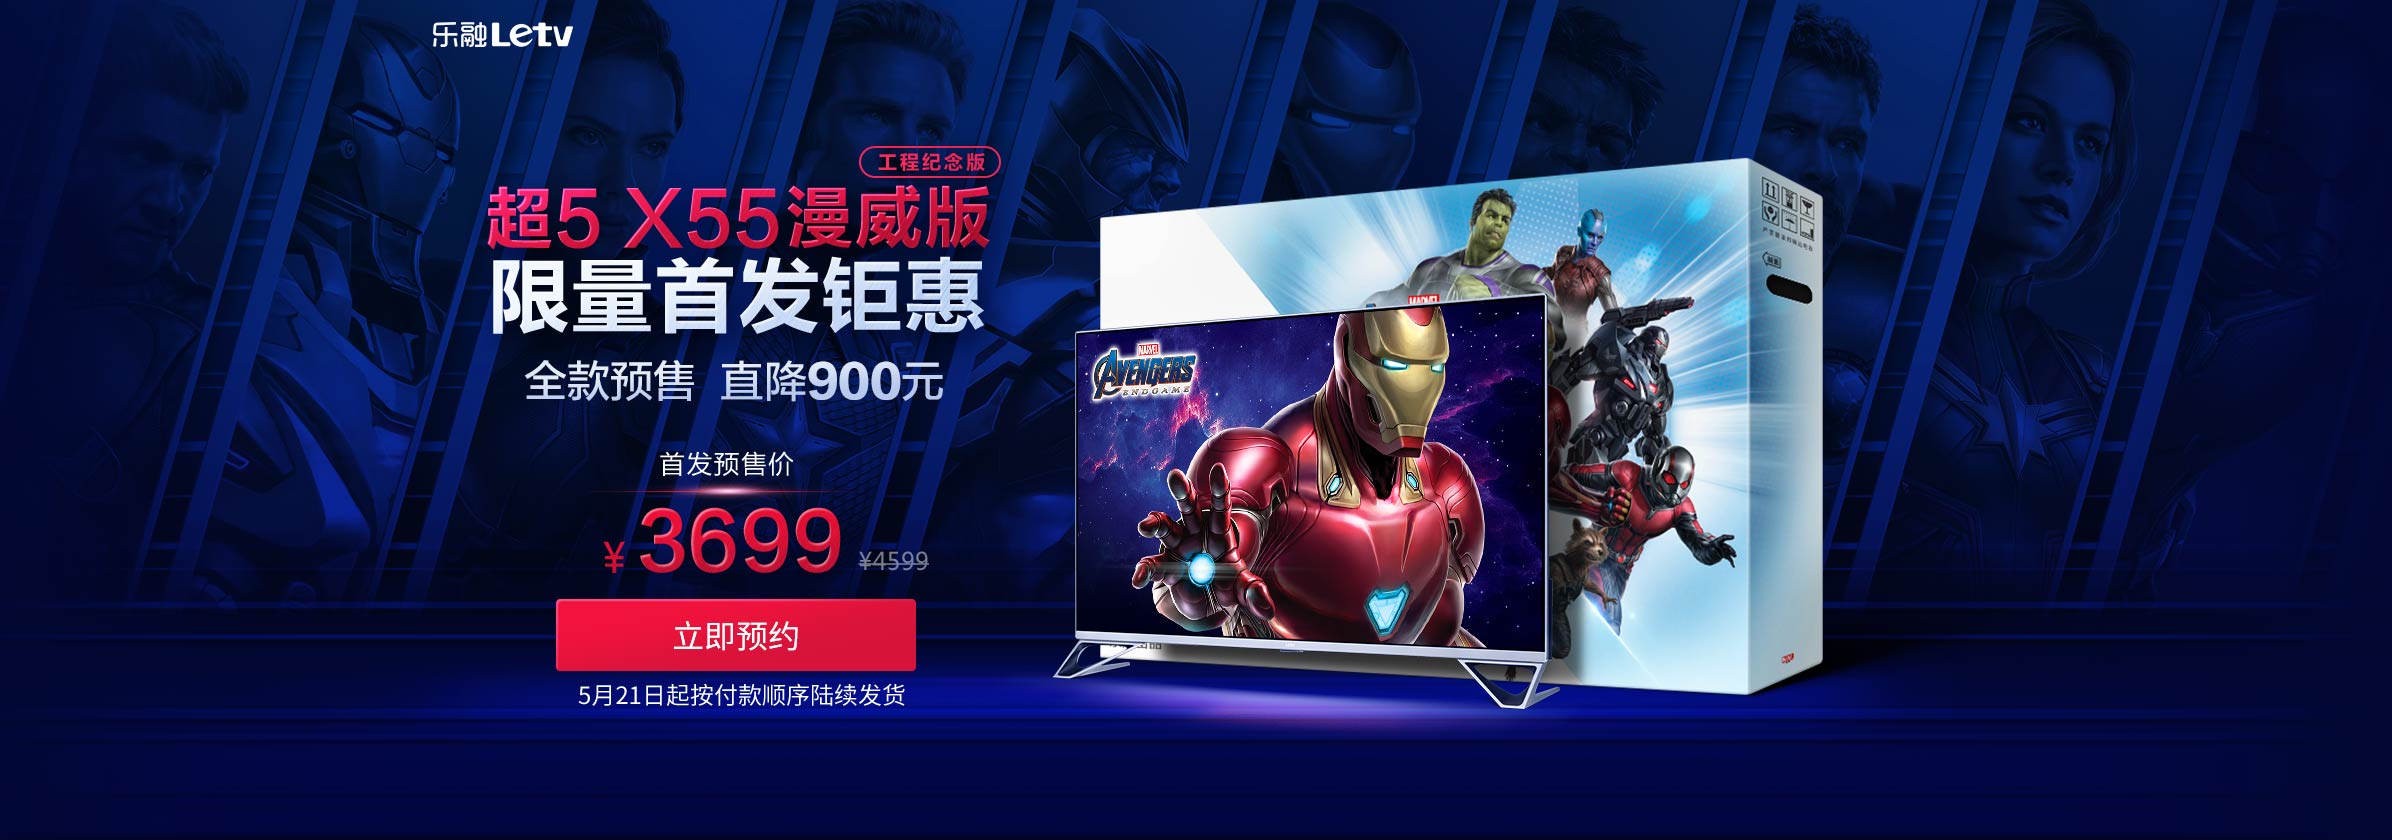 乐融Letv
工程纪念版
超5 X55漫威版
限量首发钜惠
全款预售 直降900元
首发预售价
¥3699 ¥4599
立即预约
5月21日起按付款顺序陆续发货
MARVEL
MARVEL
AVENGERS
ENDGAME